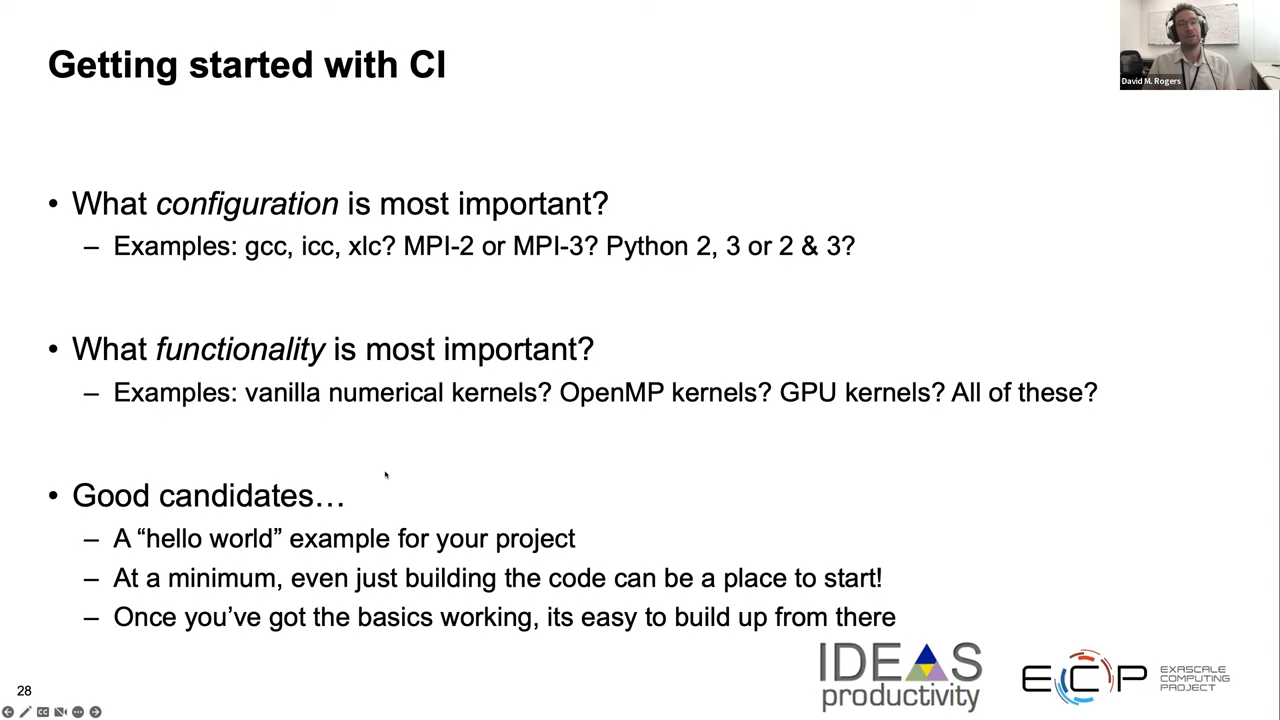 Getting started with CI
David M. Rogers
• What configuration is most important?
– Examples: gcc, icc, xlc? MPI-2 or MPI-3? Python 2, 3 or 2 & 3?
• What functionality is most important?
– Examples: vanilla numerical kernels? OpenMP kernels? GPU kernels? All of these?
• Good candidates…
– A “hello world” example for your project
– At a minimum, even just building the code can be a place to start!
– Once you’ve got the basics working, its easy to build up from there
IDEAS
productivity
ECP
EXASCALE
COMPUTING
PROJECT
28